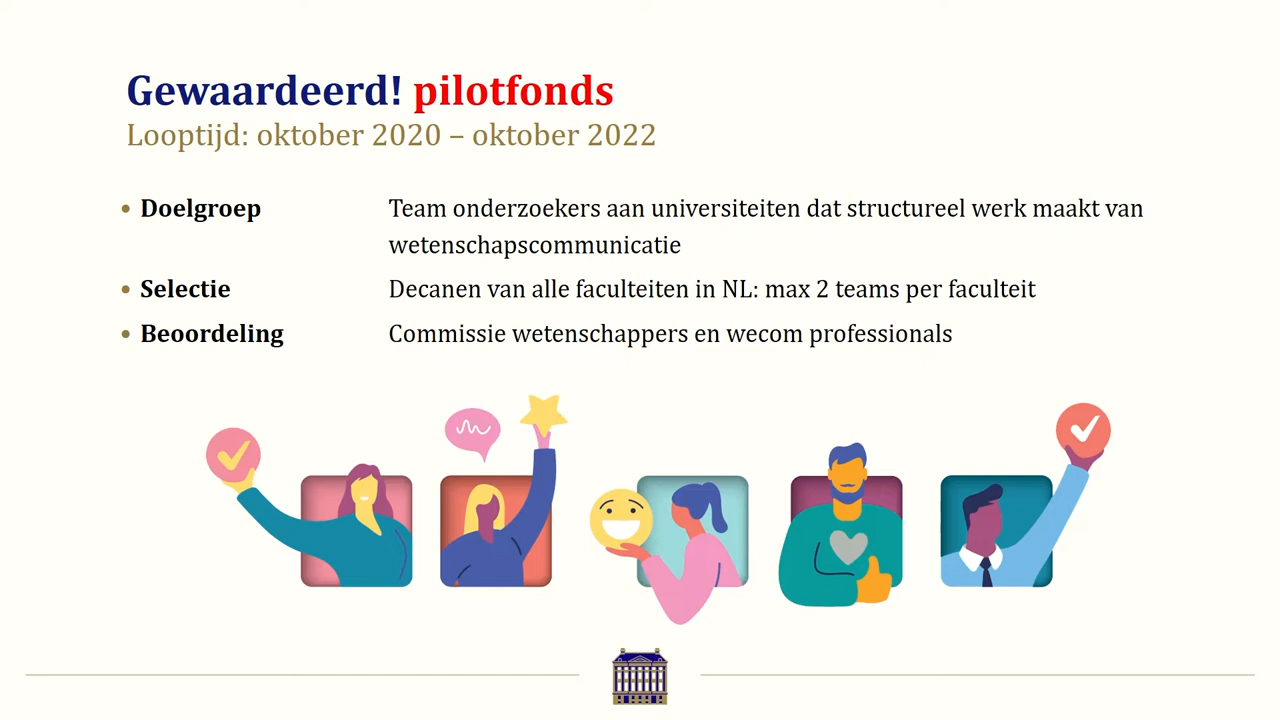 Gewaardeerd! pilotfonds
Looptijd: oktober 2020 – oktober 2022
• Doelgroep Team onderzoekers aan universiteiten dat structureel werk maakt van
wetenschapscommunicatie
• Selectie Decanen van alle faculteiten in NL: max 2 teams per faculteit
• Beoordeling Commissie wetenschappers en wecom professionals